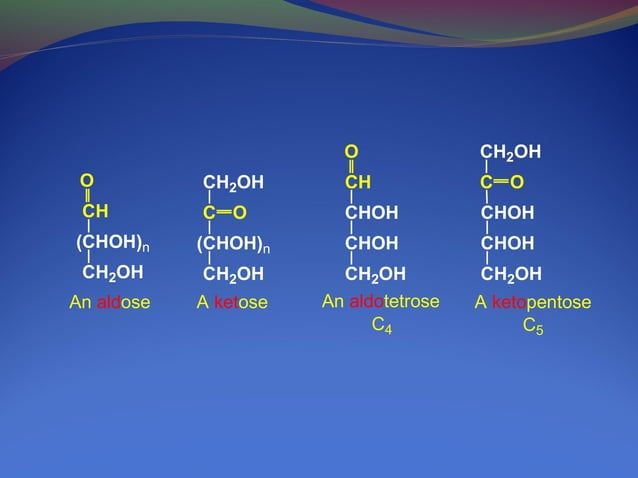 O
CH
(CHOH)n
CH2OH
An aldose
CH2OH
C=O
(CHOH)n
CH2OH
A ketose
O
CH
CHOH
CHOH
CH2OH
An aldotetrose
C4
CH2OH
C=O
CHOH
CHOH
CH2OH
A ketopentose
C5